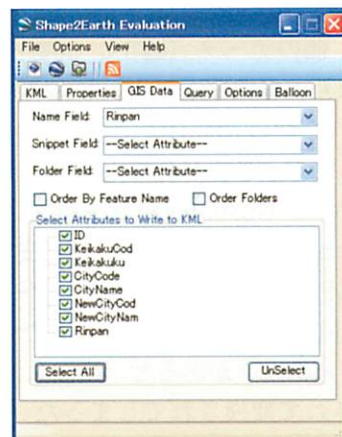 Shape2Earth Evaluation
File Options View Help
KML Properties GIS Data Query Options Balloon
Name Field: Rinpan
Snippet Field: --Select Attribute--
Folder Field: --Select Attribute--
Order By Feature Name Order Folders
Select Attributes to Write to KML
ID
KeikakuCod
Keikakuku
CityCode
CityName
NewCityCod
NewCityNam
Rinpan
Select All UnSelect